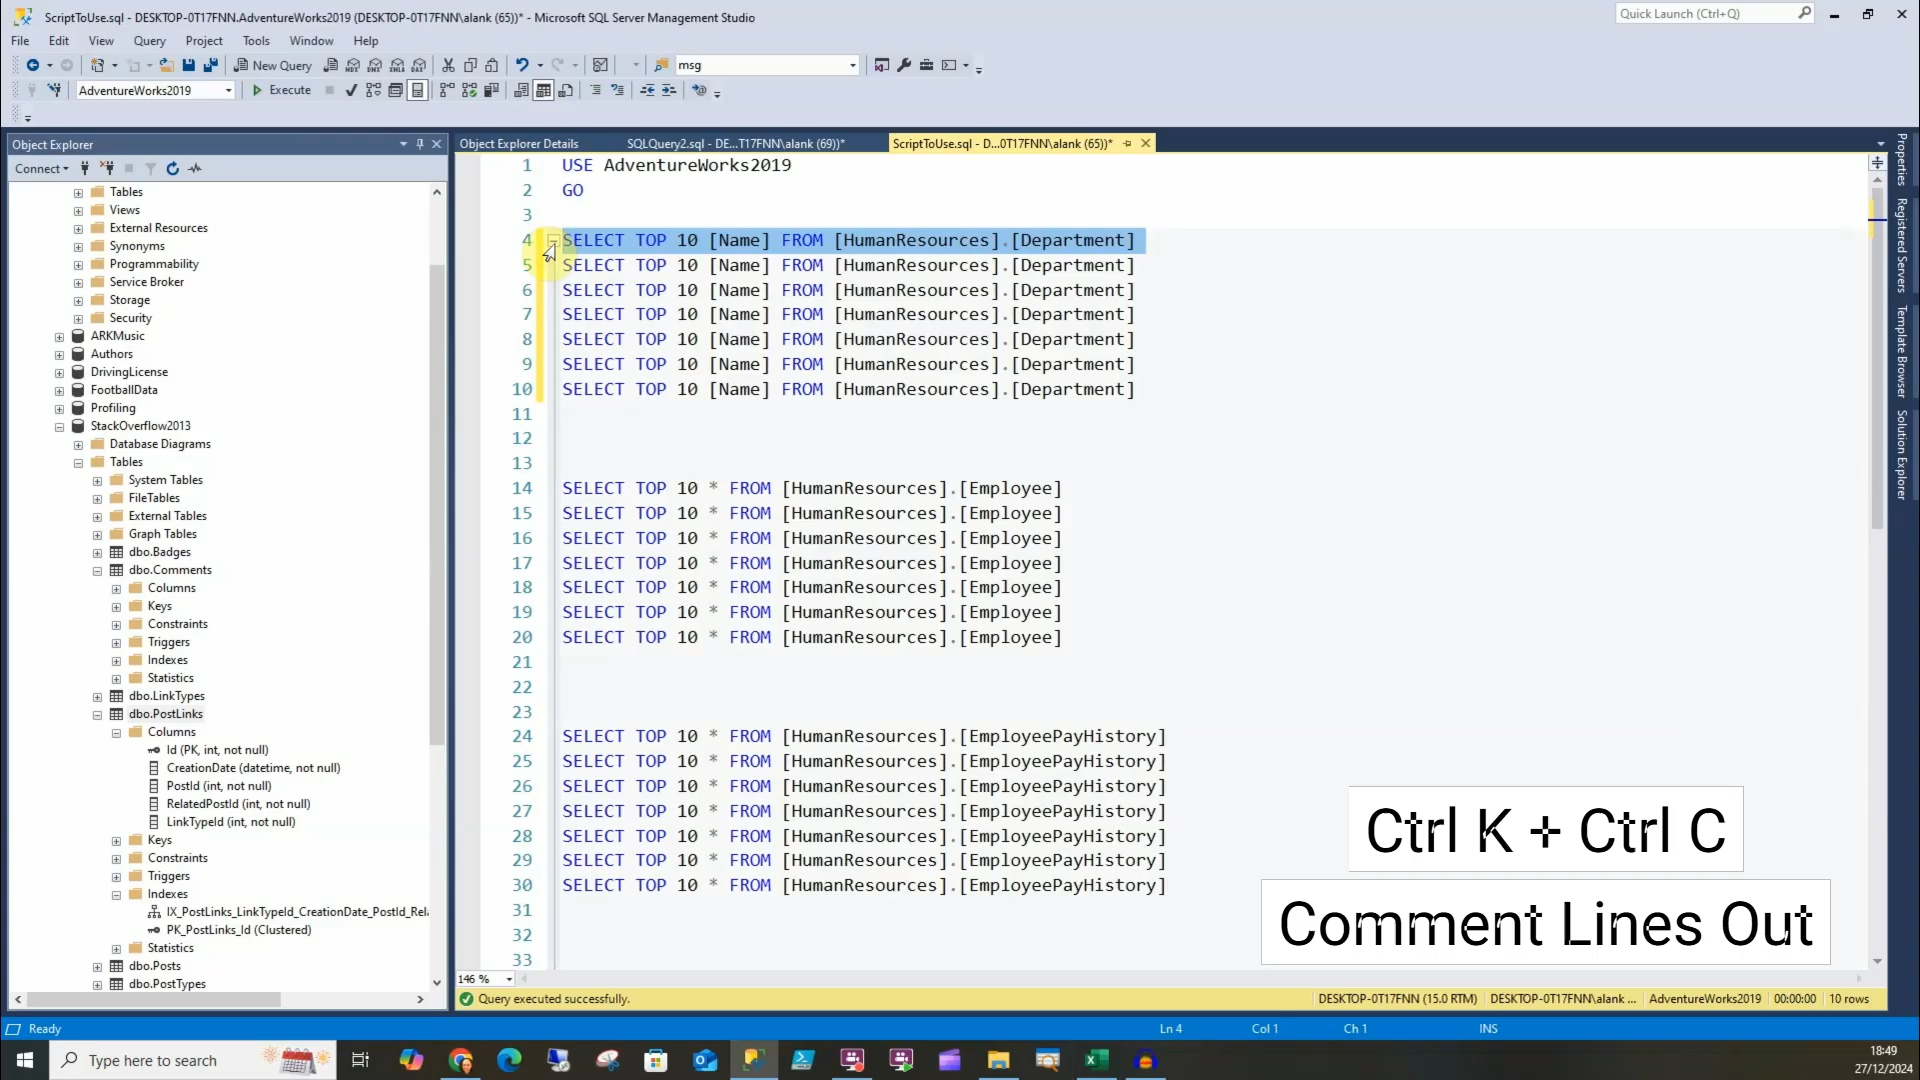 ScriptToUse.sql - DESKTOP-0T17FNN.AdventureWorks2019 (DESKTOP-0T17FNN\alank (65))* - Microsoft SQL Server Management Studio
Quick Launch (Ctrl+Q)
File Edit View Query Project Tools Window Help
New Query
msg
AdventureWorks2019
Execute
Object Explorer
Connect
Tables
Views
External Resources
Synonyms
Programmability
Service Broker
Storage
Security
ARKMusic
Authors
DrivingLicense
FootballData
Profiling
StackOverflow2013
Database Diagrams
Tables
System Tables
FileTables
External Tables
Graph Tables
dbo.Badges
dbo.Comments
Columns
Keys
Constraints
Triggers
Indexes
Statistics
dbo.LinkTypes
dbo.PostLinks
Columns
Id (PK, int, not null)
CreationDate (datetime, not null)
PostId (int, not null)
RelatedPostId (int, not null)
LinkTypeId (int, not null)
Keys
Constraints
Triggers
Indexes
IX_PostLinks_LinkTypeId_CreationDate_PostId_Rel
PK_PostLinks_Id (Clustered)
Statistics
dbo.Posts
dbo.PostTypes
Object Explorer Details
SQLQuery2.sql - DE...T17FNN\alank (69))*
ScriptToUse.sql - D...0T17FNN\alank (65))*
1 USE AdventureWorks2019
2 GO
3
4 SELECT TOP 10 [Name] FROM [HumanResources].[Department]
5 SELECT TOP 10 [Name] FROM [HumanResources].[Department]
6 SELECT TOP 10 [Name] FROM [HumanResources].[Department]
7 SELECT TOP 10 [Name] FROM [HumanResources].[Department]
8 SELECT TOP 10 [Name] FROM [HumanResources].[Department]
9 SELECT TOP 10 [Name] FROM [HumanResources].[Department]
10 SELECT TOP 10 [Name] FROM [HumanResources].[Department]
11
12
13
14 SELECT TOP 10 * FROM [HumanResources].[Employee]
15 SELECT TOP 10 * FROM [HumanResources].[Employee]
16 SELECT TOP 10 * FROM [HumanResources].[Employee]
17 SELECT TOP 10 * FROM [HumanResources].[Employee]
18 SELECT TOP 10 * FROM [HumanResources].[Employee]
19 SELECT TOP 10 * FROM [HumanResources].[Employee]
20 SELECT TOP 10 * FROM [HumanResources].[Employee]
21
22
23
24 SELECT TOP 10 * FROM [HumanResources].[EmployeePayHistory]
25 SELECT TOP 10 * FROM [HumanResources].[EmployeePayHistory]
26 SELECT TOP 10 * FROM [HumanResources].[EmployeePayHistory]
27 SELECT TOP 10 * FROM [HumanResources].[EmployeePayHistory]
28 SELECT TOP 10 * FROM [HumanResources].[EmployeePayHistory]
29 SELECT TOP 10 * FROM [HumanResources].[EmployeePayHistory]
30 SELECT TOP 10 * FROM [HumanResources].[EmployeePayHistory]
31
32
33
Ctrl K + Ctrl C
Comment Lines Out
146 %
Query executed successfully.
DESKTOP-0T17FNN (15.0 RTM)
DESKTOP-0T17FNN\alank ...
AdventureWorks2019
00:00:00
10 rows
Properties
Registered Servers
Template Browser
Solution Explorer
Ready
Ln 4
Col 1
Ch 1
INS
Type here to search
18:49
27/12/2024